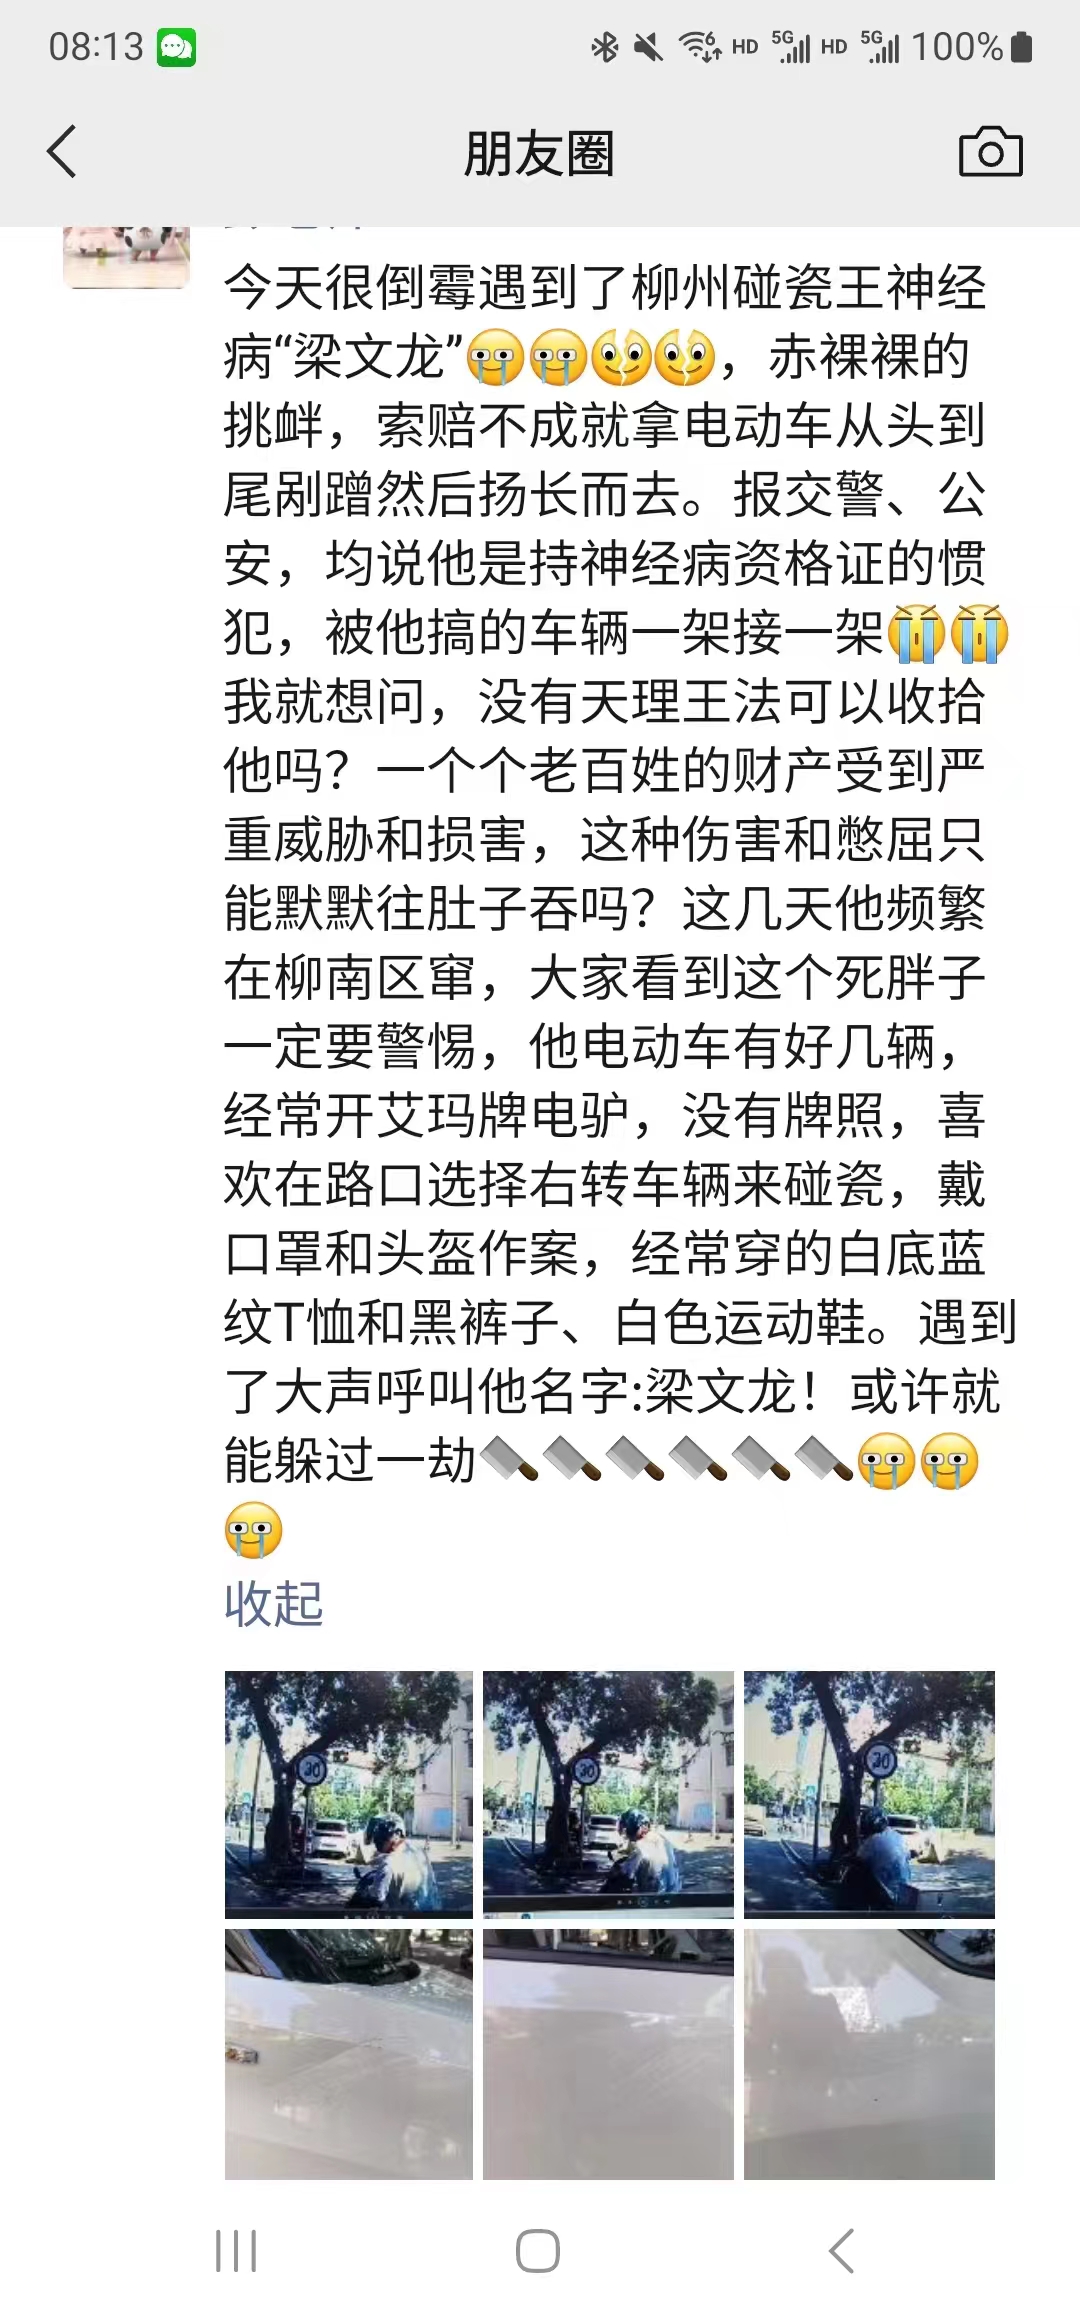 08:13
HD 5G HD 5G 100%
朋友圈
今天很倒霉遇到了柳州碰瓷王神经
病“梁文龙”😭😭，赤裸裸的
挑衅，索赔不成就拿电动车从头到
尾剐蹭然后扬长而去。报交警、公
安，均说他是持神经病资格证的惯
犯，被他搞的车辆一架接一架😭😭
我就想问，没有天理王法可以收拾
他吗？一个个老百姓的财产受到严
重威胁和损害，这种伤害和憋屈只
能默默往肚子吞吗？这几天他频繁
在柳南区窜，大家看到这个死胖子
一定要警惕，他电动车有好几辆，
经常开艾玛牌电驴，没有牌照，喜
欢在路口选择右转车辆来碰瓷，戴
口罩和头盔作案，经常穿的白底蓝
纹T恤和黑裤子、白色运动鞋。遇到
了大声呼叫他名字:梁文龙！或许就
能躲过一劫
收起
30
30
30